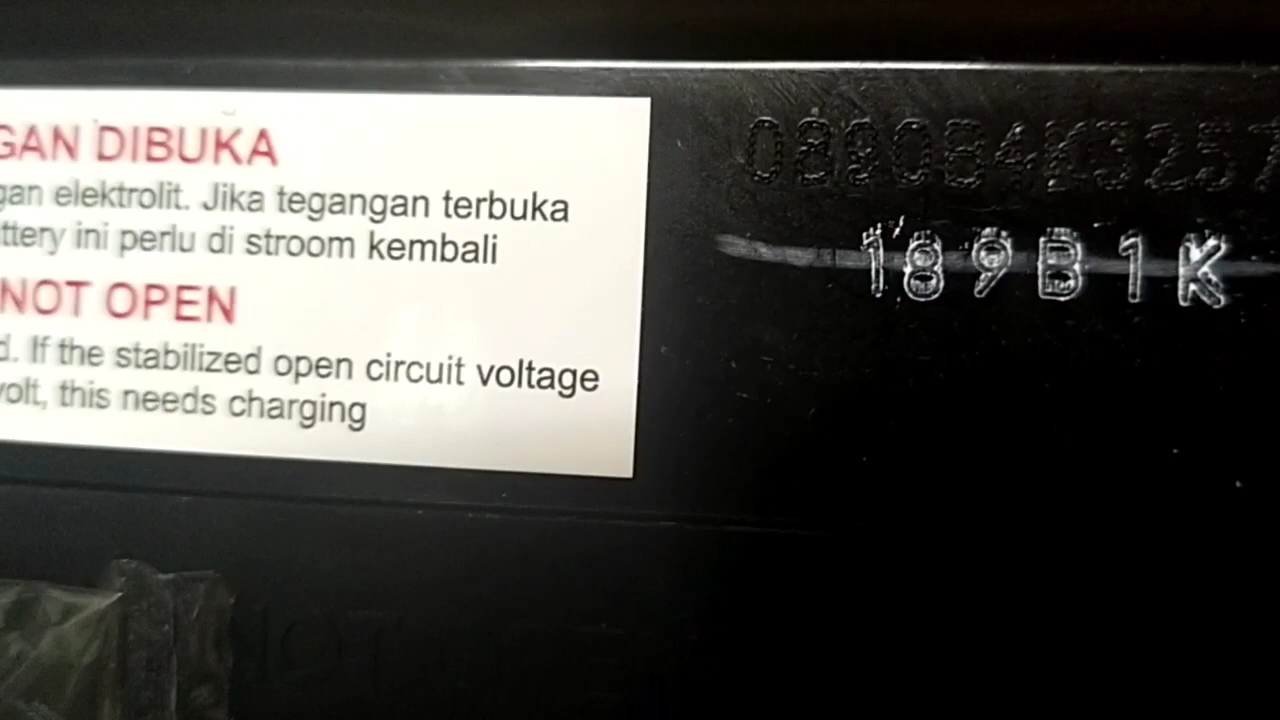 GAN DIBUKA
gan elektrolit. Jika tegangan terbuka
ttery ini perlu di stroom kembali
NOT OPEN
d. If the stabilized open circuit voltage
volt, this needs charging
189B1K